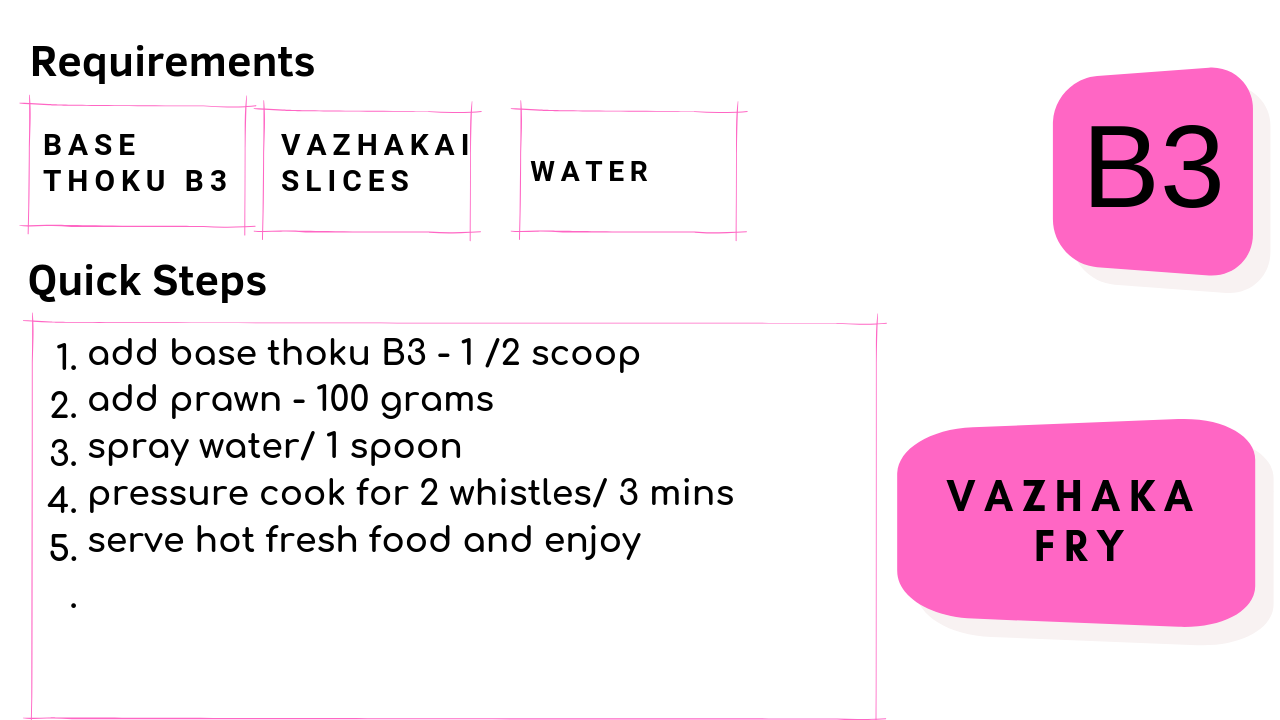 Requirements
BASE
THOKU B3
VAZHAKAI
SLICES
WATER
B3
Quick Steps
1. add base thoku B3 - 1 /2 scoop
2. add prawn - 100 grams
3. spray water/ 1 spoon
4. pressure cook for 2 whistles/ 3 mins
5. serve hot fresh food and enjoy
.
VAZHAKA
FRY